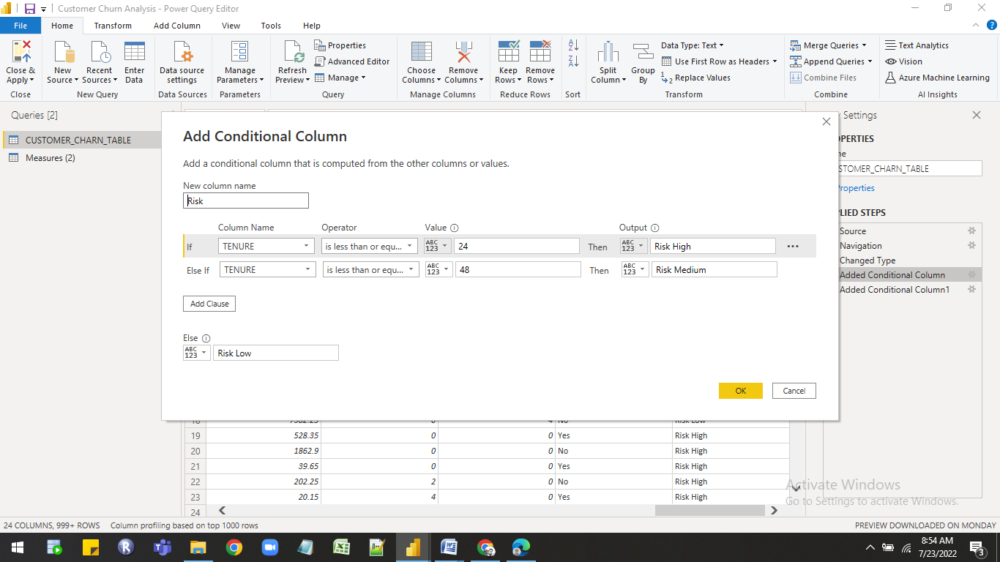 Customer Churn Analysis - Power Query Editor
File Home Transform Add Column View Tools Help
Close & Apply
Close
New Source
Recent Sources
Enter Data
New Query
Data source settings
Data Sources
Manage Parameters
Parameters
Refresh Preview
Properties
Advanced Editor
Manage
Query
Choose Columns
Remove Columns
Manage Columns
Keep Rows
Remove Rows
Reduce Rows
Sort
Split Column
Group By
Data Type: Text
Use First Row as Headers
Replace Values
Transform
Merge Queries
Append Queries
Combine Files
Combine
Text Analytics
Vision
Azure Machine Learning
AI Insights
Queries [2]
CUSTOMER_CHARN_TABLE
Measures (2)
Add Conditional Column
Add a conditional column that is computed from the other columns or values.
New column name
Risk
Column Name Operator Value Output
If TENURE is less than or equ... ABC 123 24 Then ABC 123 Risk High ...
Else If TENURE is less than or equ... ABC 123 48 Then ABC 123 Risk Medium
Add Clause
Else
ABC 123 Risk Low
OK Cancel
Settings
OPERTIES
me
STOMER_CHARN_TABLE
roperties
LIED STEPS
Source
Navigation
Changed Type
Added Conditional Column
Added Conditional Column1
18 7382.25 0 4 No Risk Low
19 528.35 0 0 Yes Risk High
20 1862.9 0 0 No Risk High
21 39.65 0 0 Yes Risk High
22 202.25 2 0 No Risk High
23 20.15 4 0 Yes Risk High
24
Activate Windows
Go to Settings to activate Windows.
24 COLUMNS, 999+ ROWS Column profiling based on top 1000 rows PREVIEW DOWNLOADED ON MONDAY
8:54 AM
7/23/2022
3